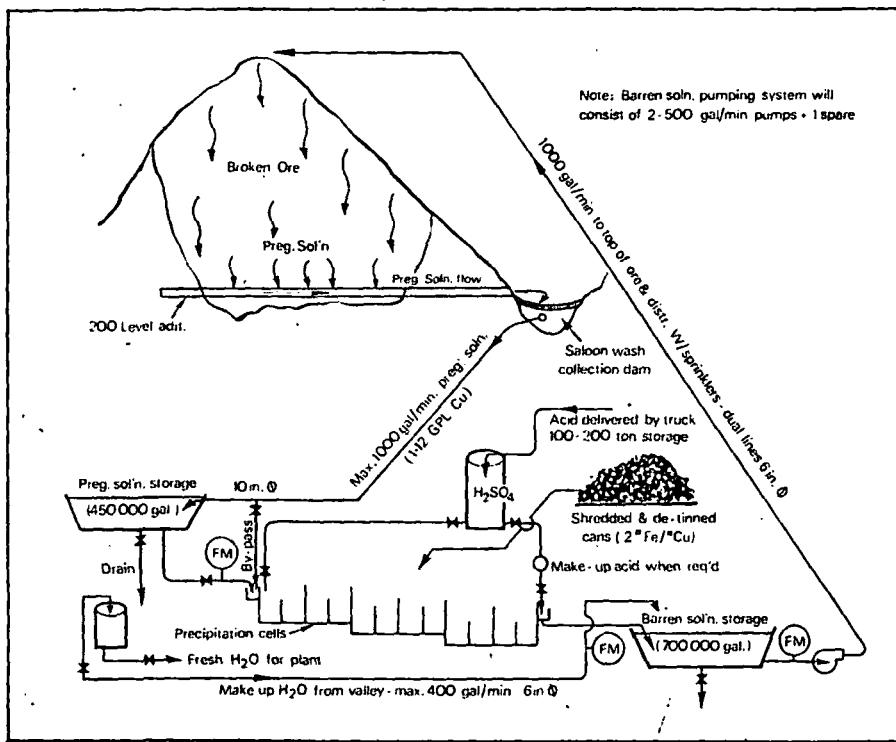 Note: Barren soln. pumping system will
consist of 2-500 gal/min pumps + 1 spare
Broken Ore
Preg. Sol'n
Preg Soln. flow
200 Level adit.
Saloon wash
collection dam
1000 gal/min to top of ore & distr. W/sprinklers - dual lines 6 in. Φ
Max. 1000 gal/min. preg. soln.
(1-12 GPL Cu)
Acid delivered by truck
100-200 ton storage
H₂SO₄
Shredded & de-tinned
cans (2 # Fe/#Cu)
Preg. sol'n. storage
(450 000 gal.)
10 in. Φ
Drain
FM
By-pass
Make-up acid when req'd
Precipitation cells
Barren sol'n. storage
(700 000 gal.)
FM
FM
Fresh H₂O for plant
Make up H₂O from valley - max. 400 gal/min 6 in Φ